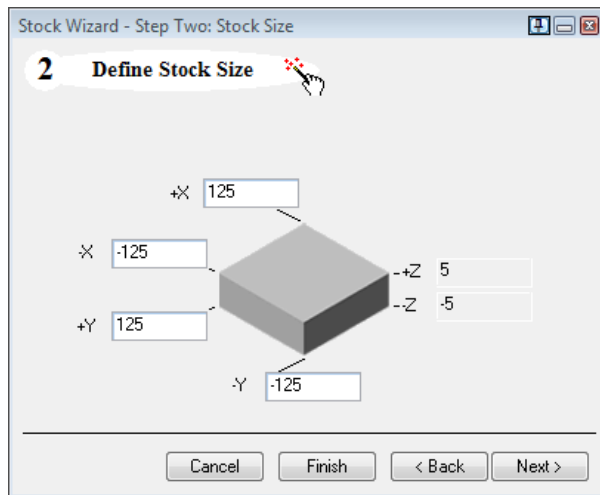 Stock Wizard - Step Two: Stock Size
2 Define Stock Size
+X 125
-X -125
+Z 5
-Z -5
+Y 125
-Y -125
Cancel Finish < Back Next >